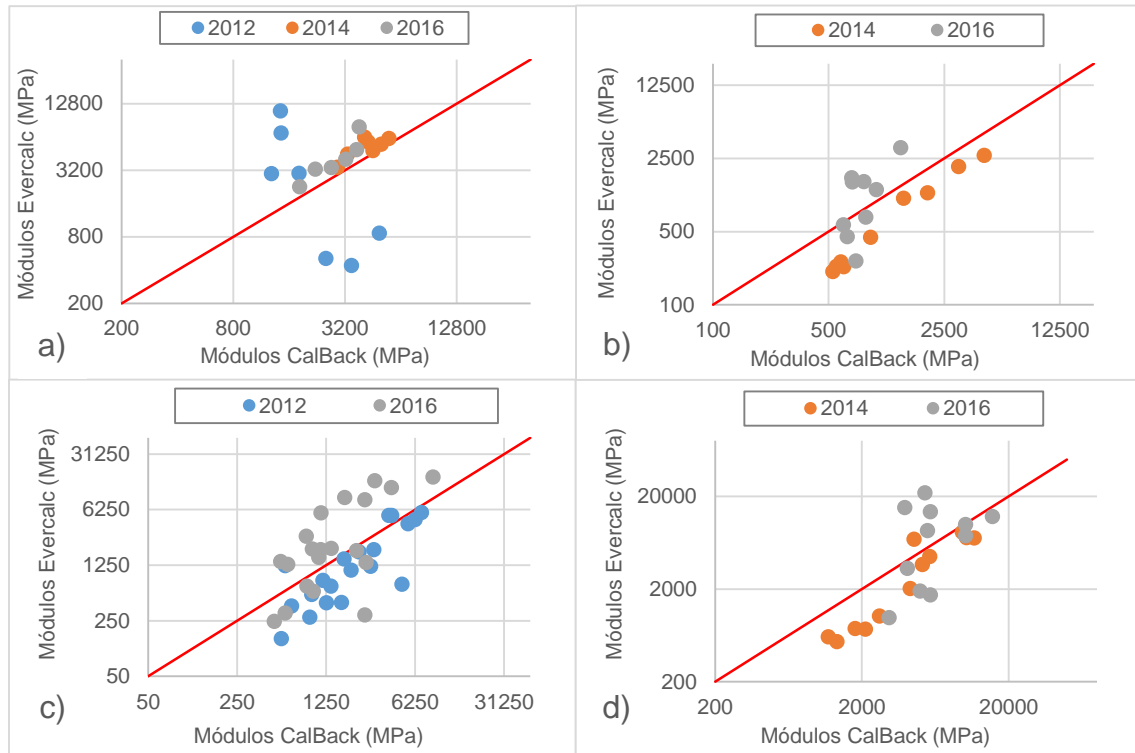 2012 2014 2016
Módulos Evercalc (MPa)
12800
3200
800
200
200 800 3200 12800
Módulos CalBack (MPa)
a)
2014 2016
Módulos Evercalc (MPa)
12500
2500
500
100
100 500 2500 12500
Módulos CalBack (MPa)
b)
2012 2016
Módulos Evercalc (MPa)
31250
6250
1250
250
50
50 250 1250 6250 31250
Módulos CalBack (MPa)
c)
2014 2016
Módulos Evercalc (MPa)
20000
2000
200
200 2000 20000
Módulos CalBack (MPa)
d)